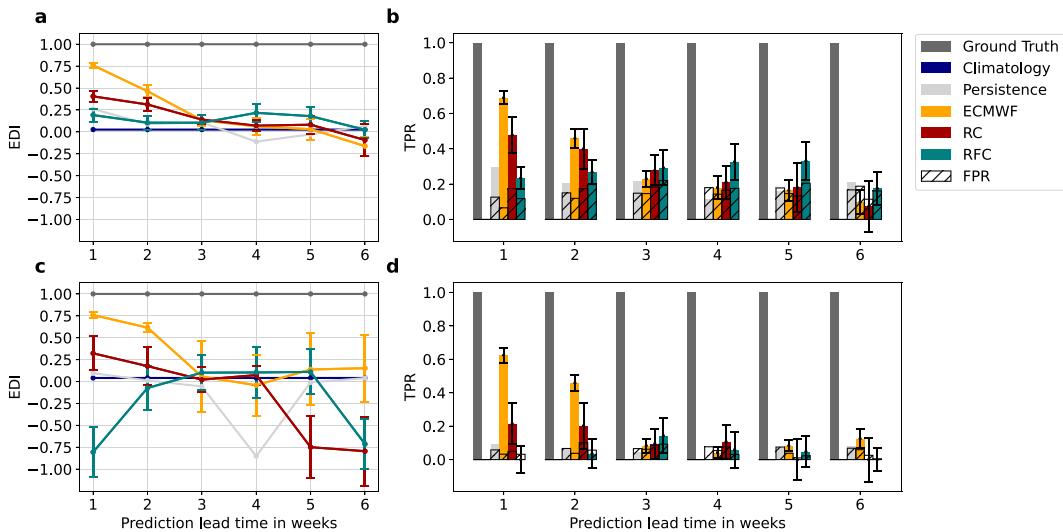 a
1.00
0.75
0.50
0.25
0.00
−0.25
−0.50
−0.75
−1.00
EDI
1 2 3 4 5 6
b
1.0
0.8
0.6
0.4
0.2
0.0
TPR
1 2 3 4 5 6
Ground Truth
Climatology
Persistence
ECMWF
RC
RFC
FPR
c
1.00
0.75
0.50
0.25
0.00
−0.25
−0.50
−0.75
−1.00
EDI
1 2 3 4 5 6
Prediction lead time in weeks
d
1.0
0.8
0.6
0.4
0.2
0.0
TPR
1 2 3 4 5 6
Prediction lead time in weeks